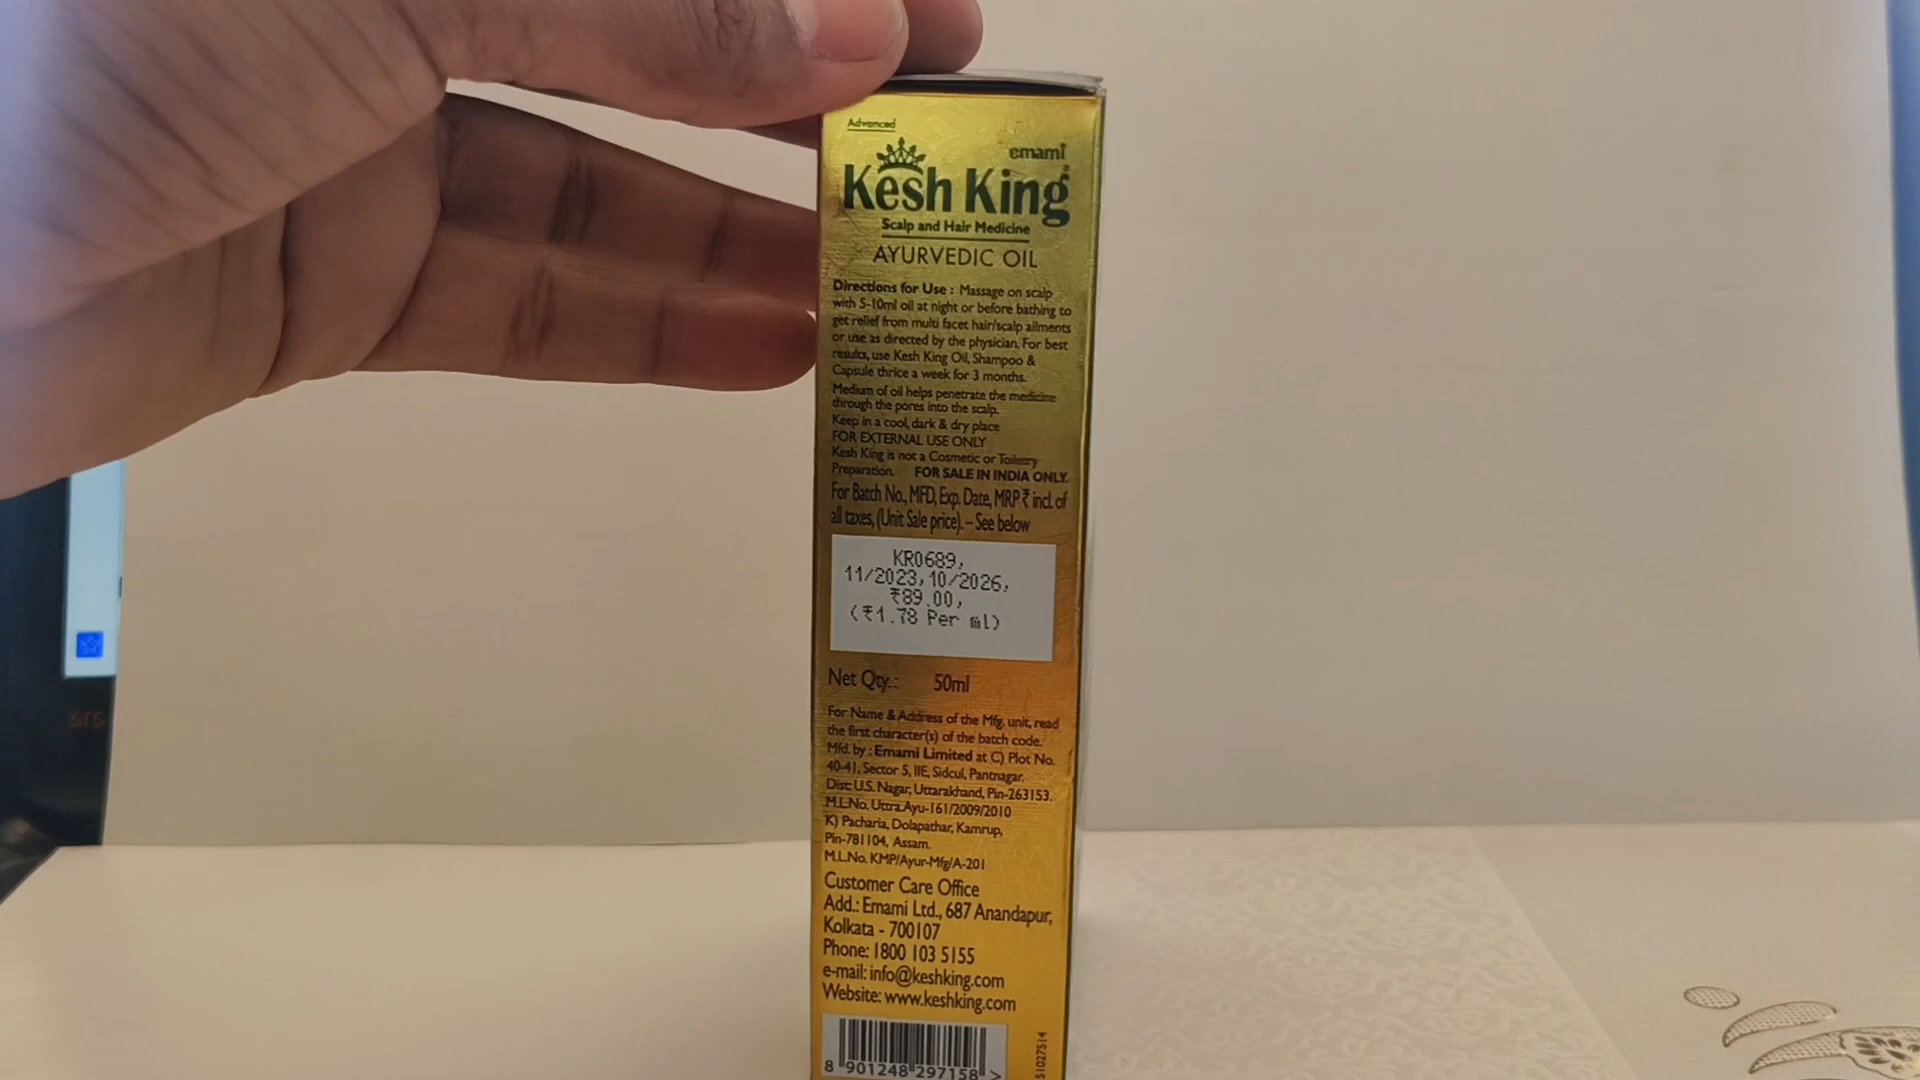 Advanced
emami
Kesh King
Scalp and Hair Medicine
AYURVEDIC OIL
Directions for Use : Massage on scalp
with 5-10ml oil at night or before bathing to
get relief from multi facet hair/scalp ailments
or use as directed by the physician. For best
results, use Kesh King Oil, Shampoo &
Capsule thrice a week for 3 months.
Medium of oil helps penetrate the medicine
through the pores into the scalp.
Keep in a cool, dark & dry place
FOR EXTERNAL USE ONLY
Kesh King is not a Cosmetic or Toiletry
Preparation. FOR SALE IN INDIA ONLY.
For Batch No., MFD, Exp. Date, MRP ₹ incl. of
all taxes, (Unit Sale price). – See below
KR0689,
11/2023,10/2026,
₹89.00,
(₹1.78 Per ml)
Net Qty.: 50ml
For Name & Address of the Mfg. unit, read
the first character(s) of the batch code.
Mfd. by : Emami Limited at C) Plot No.
40-41, Sector 5, IIE, Sidcul, Pantnagar,
Dist: U.S. Nagar, Uttarakhand, Pin-263153.
M.L.No. Uttra.Ayu-161/2009/2010
K) Pacharia, Dolapathar, Kamrup,
Pin-781104, Assam.
M.L.No. KMP/Ayur-Mfg/A-201
Customer Care Office
Add.: Emami Ltd., 687 Anandapur,
Kolkata - 700107
Phone: 1800 103 5155
e-mail: info@keshking.com
Website: www.keshking.com
8 901248 297158 >
51027514
srs